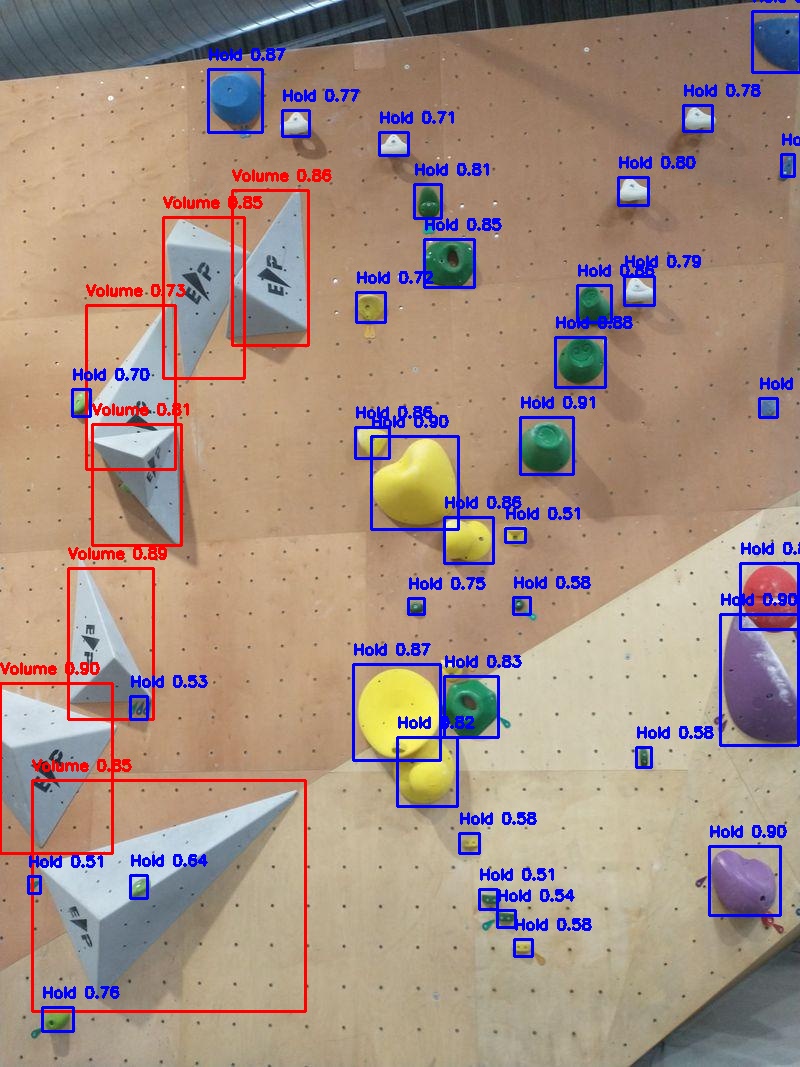 Hold 0.87
Hold 0.77
Hold 0.78
Hold 0.71
Hold 0.81
Hold 0.80
Volume 0.86
Volume 0.85
Hold 0.85
Hold 0.72
Hold 0.79
Volume 0.73
Hold 0.88
Hold 0.70
Hold
Volume 0.81
Hold 0.86
Hold 0.90
Hold 0.91
Hold 0.86
Hold 0.51
Volume 0.89
Hold 0.75
Hold 0.58
Hold 0.90
Volume 0.90
Hold 0.87
Hold 0.83
Hold 0.53
Hold 0.82
Hold 0.58
Volume 0.85
Hold 0.58
Hold 0.90
Hold 0.51
Hold 0.64
Hold 0.51
Hold 0.54
Hold 0.58
Hold 0.76